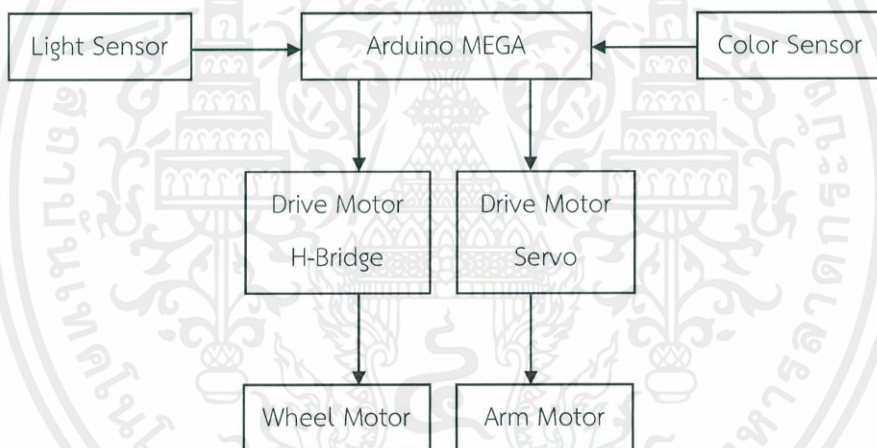 Light Sensor
Arduino MEGA
Color Sensor
Drive Motor
H-Bridge
Drive Motor
Servo
Wheel Motor
Arm Motor